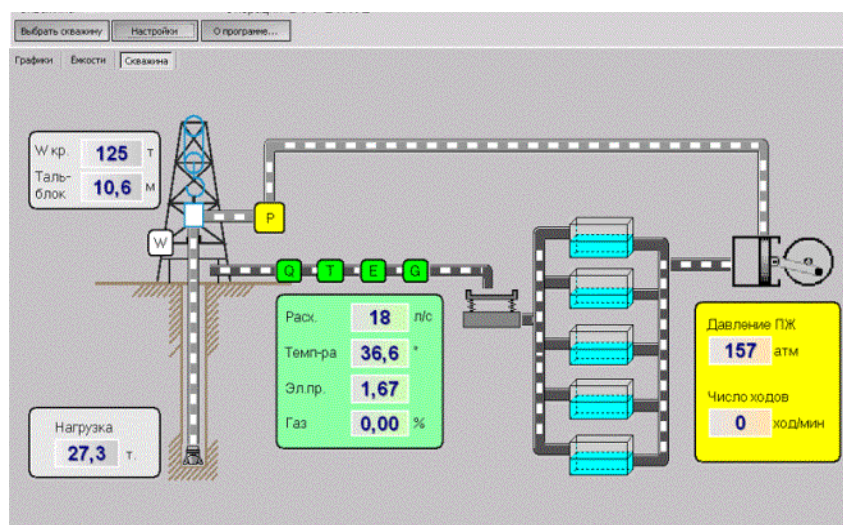 Выбрать скважину Настройки О программе...
Графики Ёмкости Скважина
W кр. 125 т
Таль-
блок 10,6 м
P
W
Q T E G
Расх. 18 л/с
Темп-ра 36,6 °
Эл.пр. 1,67
Газ 0,00 %
Давление ПЖ
157 атм
Число ходов
0 ход/мин
Нагрузка
27,3 т.